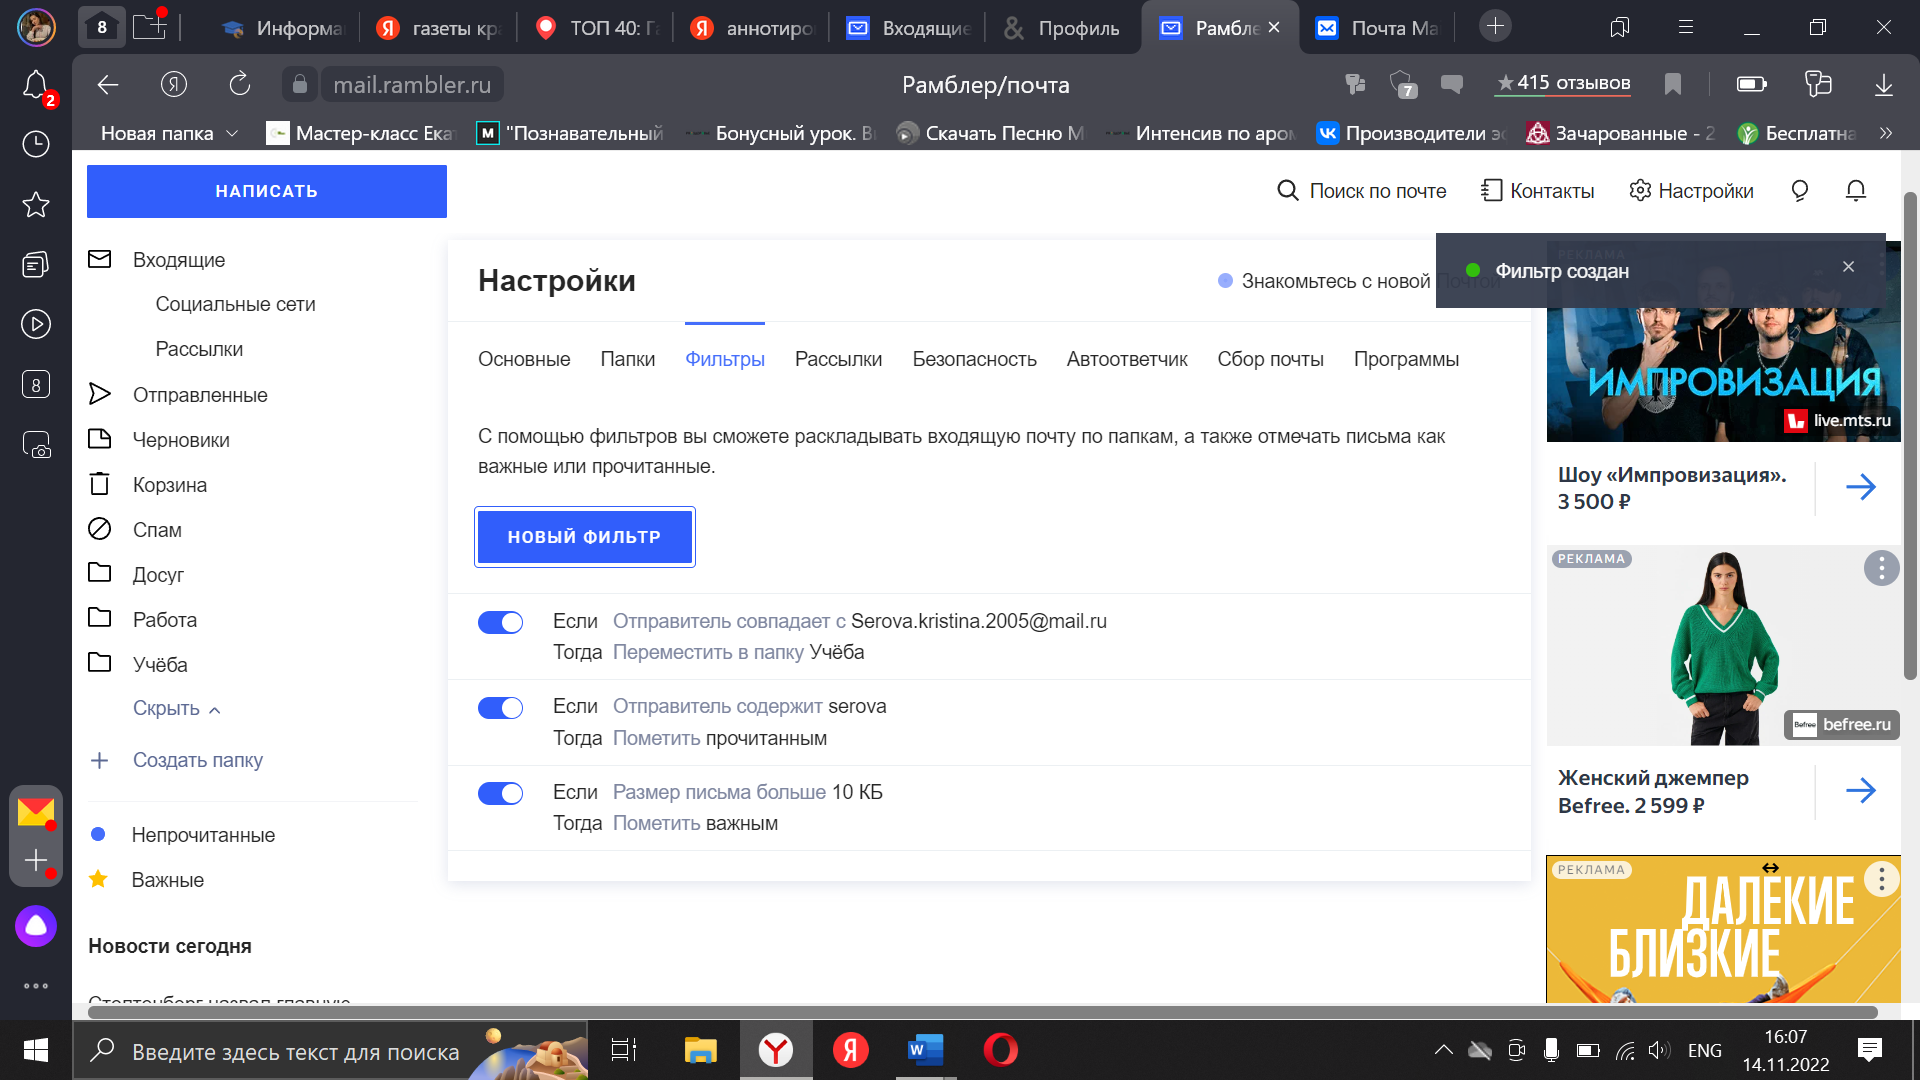 8
Информа
газеты кр
ТОП 40: Га
аннотиро
Входящие
Профиль
Рамбле
Почта Ma
2
mail.rambler.ru
Рамблер/почта
7
★415 отзывов
Новая папка
Мастер-класс Ека
"Познавательный
Бонусный урок. В
Скачать Песню М
Интенсив по аром
Производители э
Зачарованные - 2
Бесплатна
НАПИСАТЬ
Поиск по почте
Контакты
Настройки
Входящие
Социальные сети
Рассылки
Отправленные
Черновики
Корзина
Спам
Досуг
Работа
Учёба
Скрыть
Создать папку
Непрочитанные
Важные
Новости сегодня
Столтенберг назвал главную
8
Настройки
Знакомьтесь с новой Почтой
Фильтр создан
Основные
Папки
Фильтры
Рассылки
Безопасность
Автоответчик
Сбор почты
Программы
С помощью фильтров вы сможете раскладывать входящую почту по папкам, а также отмечать письма как
важные или прочитанные.
НОВЫЙ ФИЛЬТР
Если Отправитель совпадает с Serova.kristina.2005@mail.ru
Тогда Переместить в папку Учёба
Если Отправитель содержит serova
Тогда Пометить прочитанным
Если Размер письма больше 10 КБ
Тогда Пометить важным
РЕКЛАМА
ИМПРОВИЗАЦИЯ
live.mts.ru
Шоу «Импровизация».
3 500 ₽
РЕКЛАМА
Befree
befree.ru
Женский джемпер
Befree. 2 599 ₽
РЕКЛАМА
ДАЛЕКИЕ
БЛИЗКИЕ
Введите здесь текст для поиска
ENG
16:07
14.11.2022